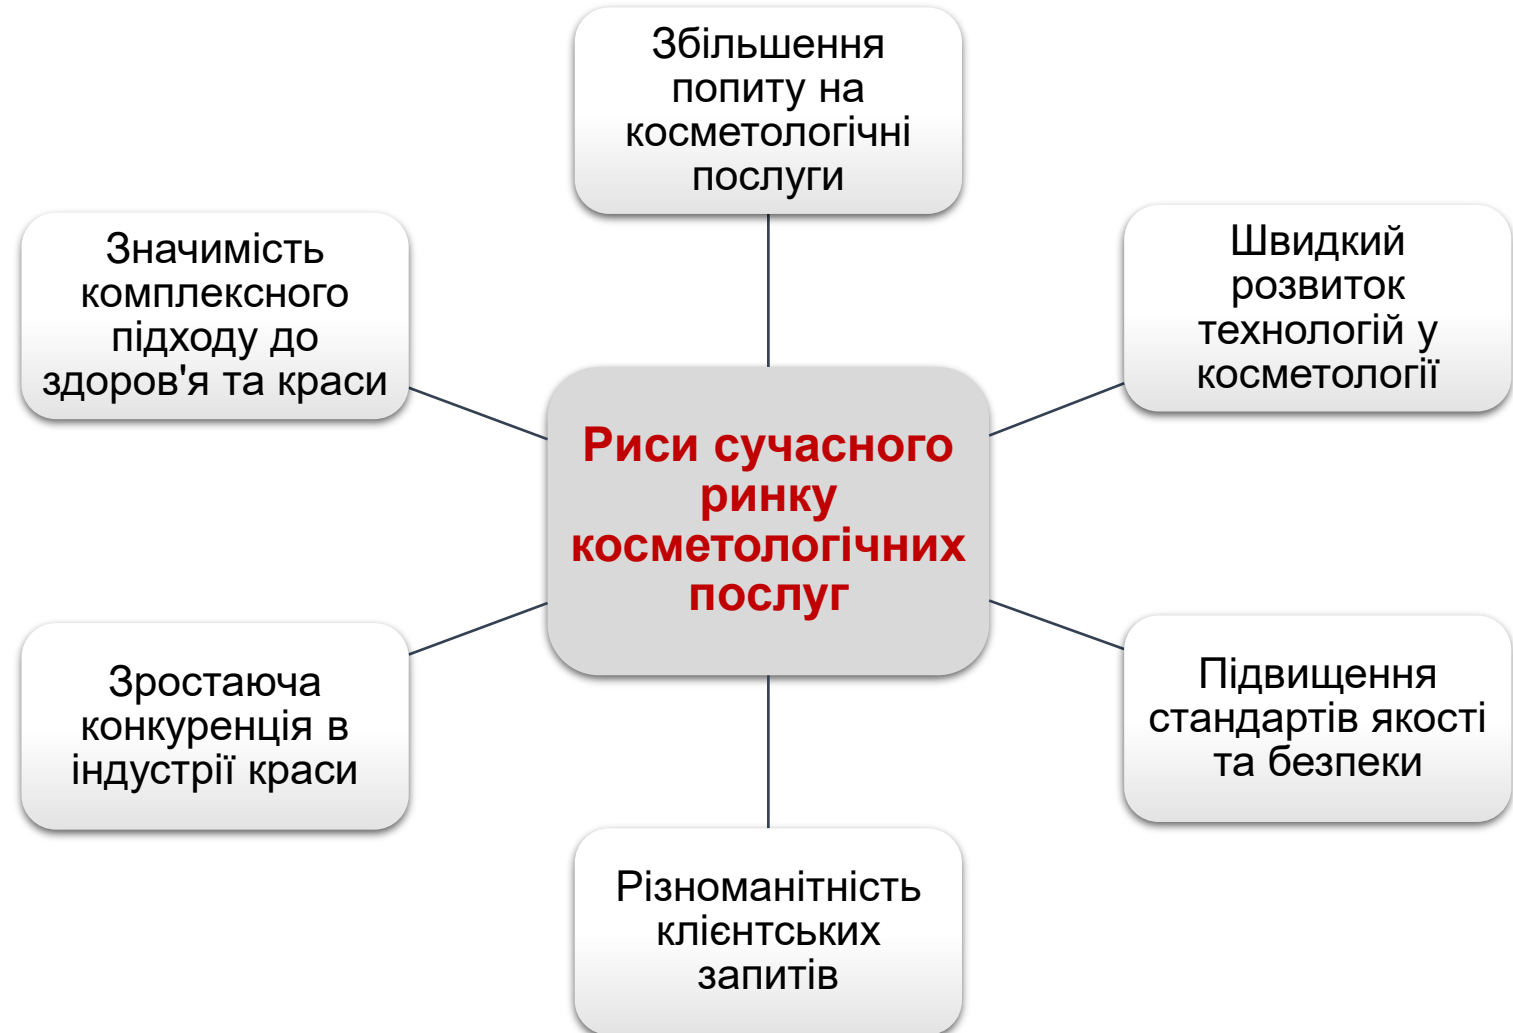 Збільшення
попиту на
косметологічні
послуги
Значимість
комплексного
підходу до
здоров'я та краси
Швидкий
розвиток
технологій у
косметології
Риси сучасного
ринку
косметологічних
послуг
Зростаюча
конкуренція в
індустрії краси
Підвищення
стандартів якості
та безпеки
Різноманітність
клієнтських
запитів